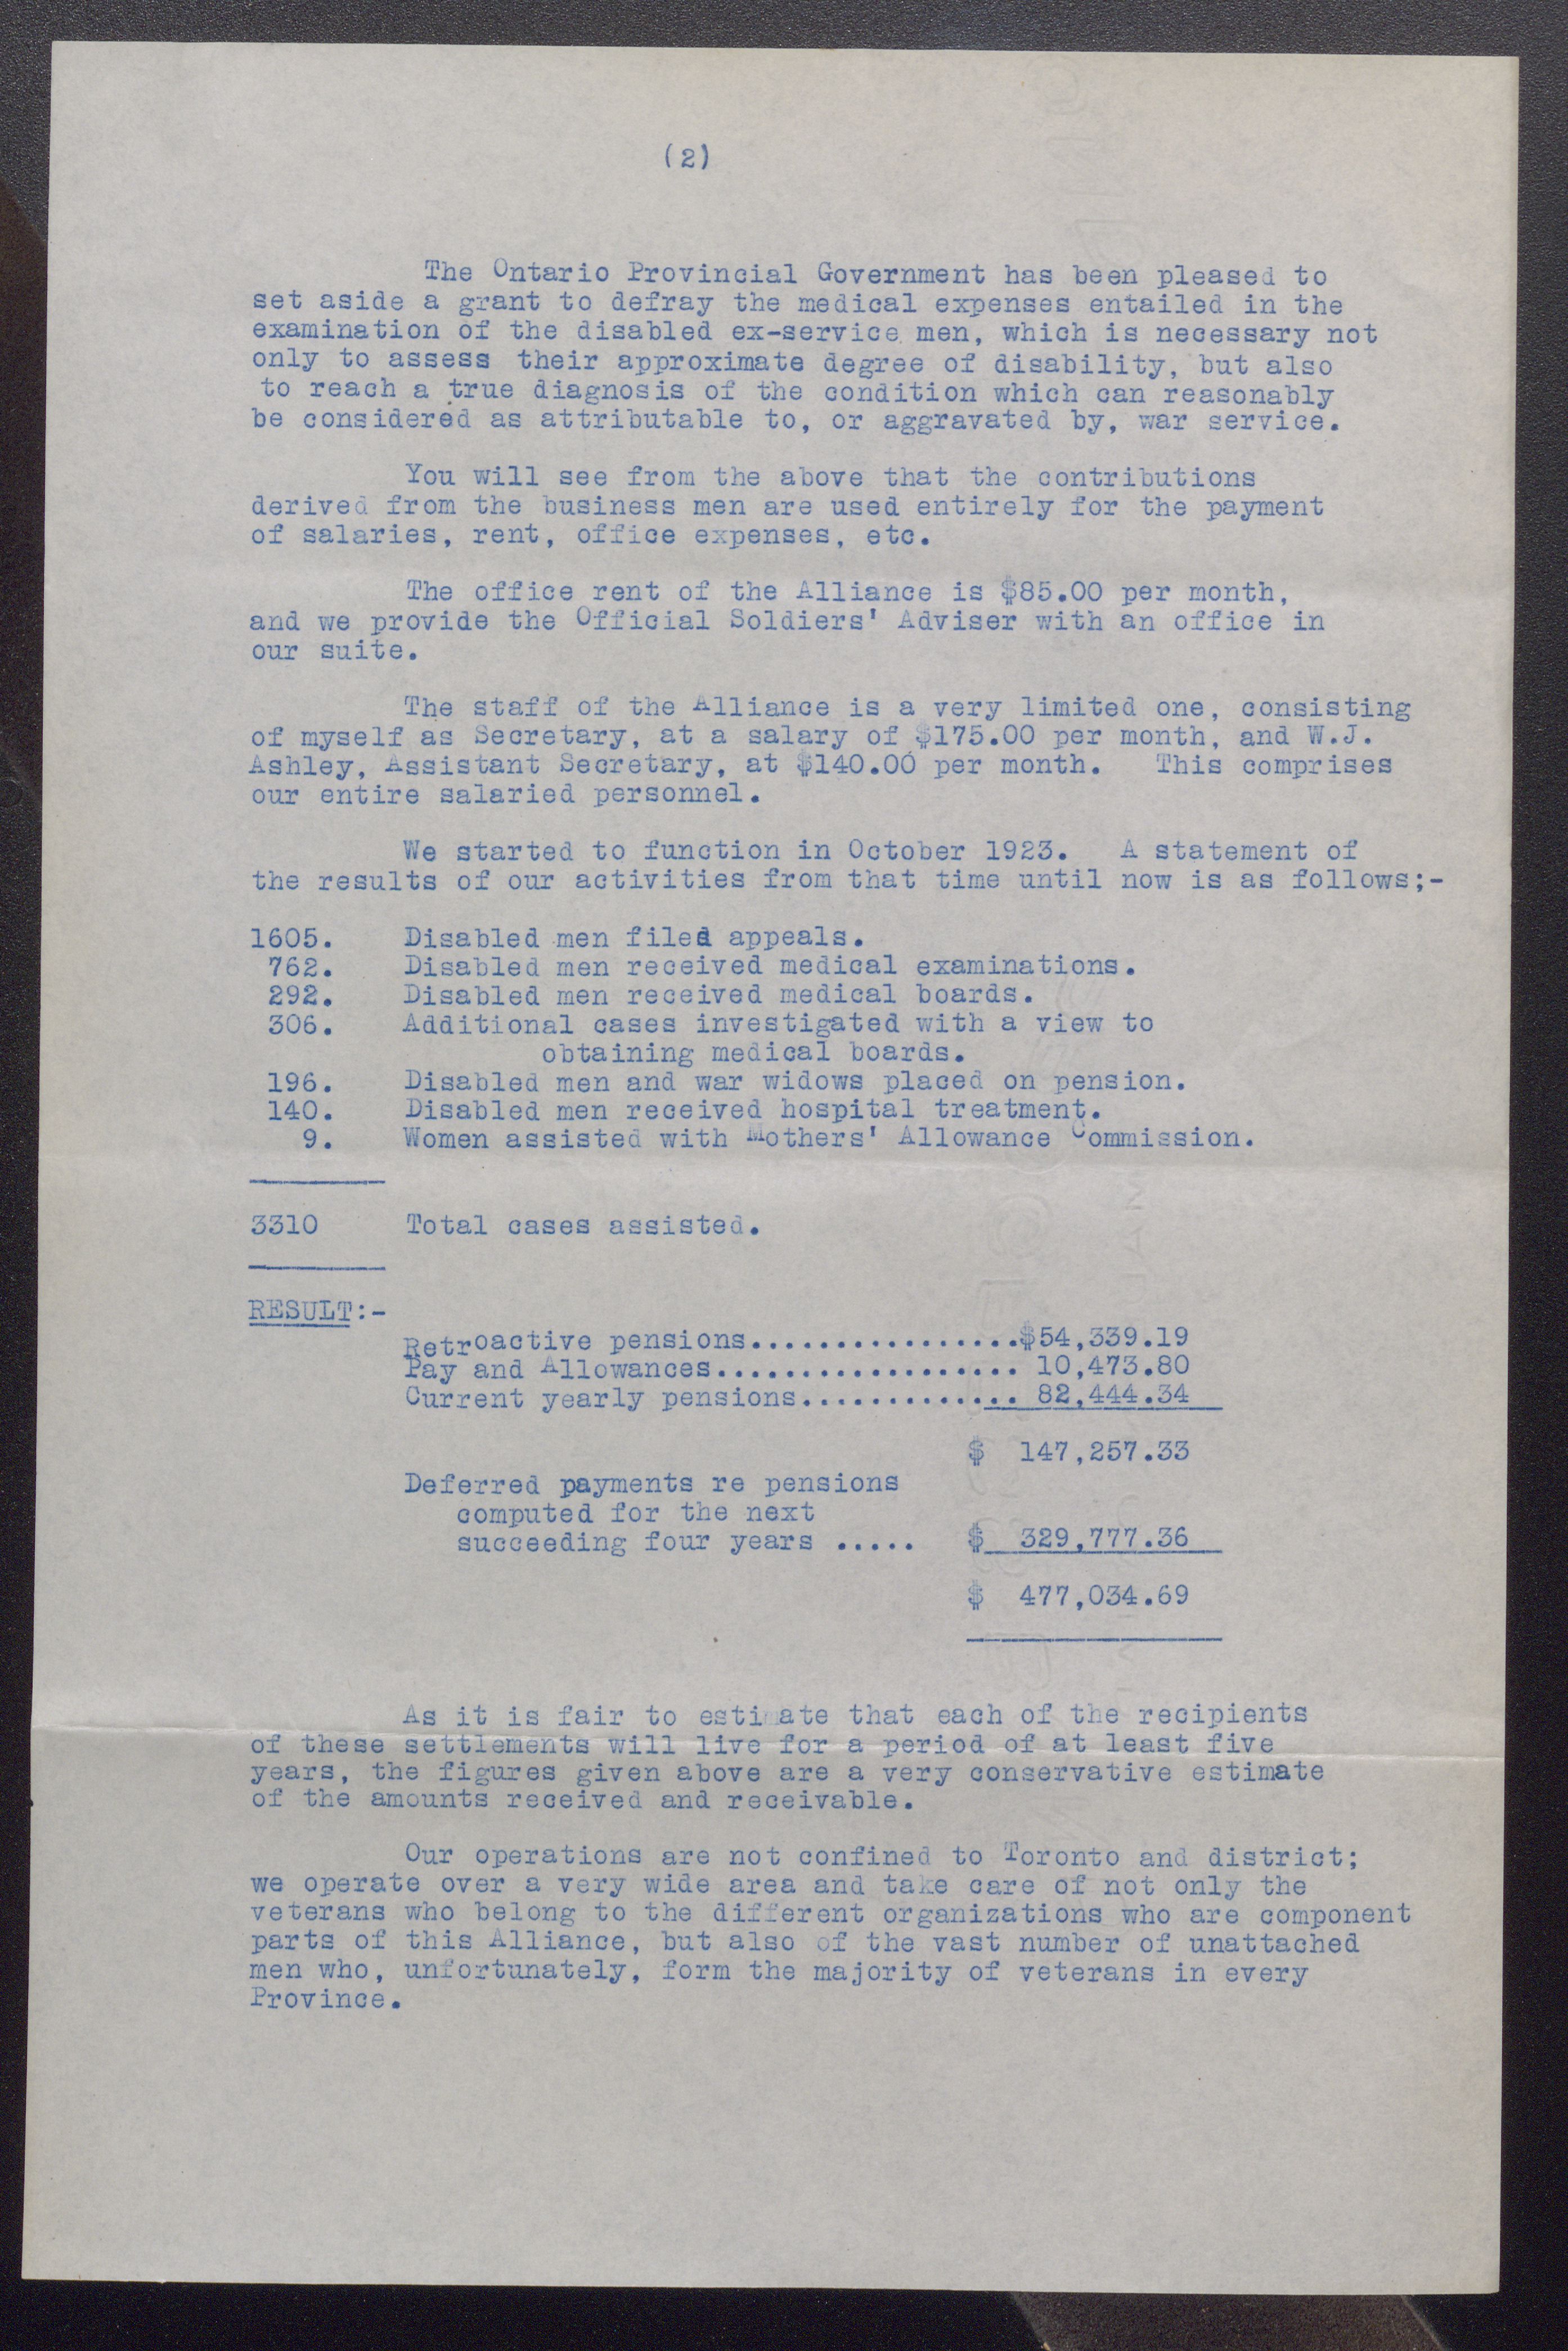 (2)
The Ontario Provincial Government has been pleased to
set aside a grant to defray the medical expenses entailed in the
examination of the disabled ex-service men, which is necessary not
only to assess their approximate degree of disability, but also
to reach a true diagnosis of the condition which can reasonably
be considered as attributable to, or aggravated by, war service.
You will see from the above that the contributions
derived from the business men are used entirely for the payment
of salaries, rent, office expenses, etc.
The office rent of the Alliance is $85.00 per month,
and we provide the Official Soldiers' Adviser with an office in
our suite.
The staff of the Alliance is a very limited one, consisting
of myself as Secretary, at a salary of $175.00 per month, and W.J.
Ashley, Assistant Secretary, at $140.00 per month. This comprises
our entire salaried personnel.
We started to function in October 1923. A statement of
the results of our activities from that time until now is as follows;-
1605. Disabled men filed appeals.
762. Disabled men received medical examinations.
292. Disabled men received medical boards.
306. Additional cases investigated with a view to
obtaining medical boards.
196. Disabled men and war widows placed on pension.
140. Disabled men received hospital treatment.
9. Women assisted with Mothers' Allowance Commission.
3310 Total cases assisted.
RESULT:-
Retroactive pensions................$54,339.19
Pay and Allowances.................. 10,473.80
Current yearly pensions............. 82,444.34
$ 147,257.33
Deferred payments re pensions
computed for the next
succeeding four years ..... $ 329,777.36
$ 477,034.69
As it is fair to estimate that each of the recipients
of these settlements will live for a period of at least five
years, the figures given above are a very conservative estimate
of the amounts received and receivable.
Our operations are not confined to Toronto and district;
we operate over a very wide area and take care of not only the
veterans who belong to the different organizations who are component
parts of this Alliance, but also of the vast number of unattached
men who, unfortunately, form the majority of veterans in every
Province.